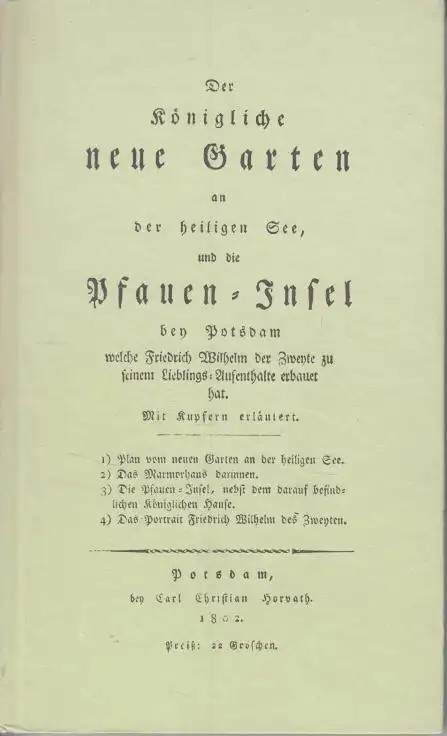 Der
Königliche
neue Garten
an
der heiligen See,
und die
Pfauen-Insel
bey Potsdam
welche Friedrich Wilhelm der Zweyte zu
seinem Lieblings-Aufenthalte erbauet
hat.
Mit Kupfern erläutert.
1) Plan vom neuen Garten an der heiligen See.
2) Das Marmorhaus darinnen.
3) Die Pfauen-Insel, nebst dem darauf befind-
lichen Königlichen Hause.
4) Das Portrait Friedrich Wilhelm des Zweyten.
Potsdam,
bey Carl Christian Horvath.
1802.
Preiß: 22 Groschen.